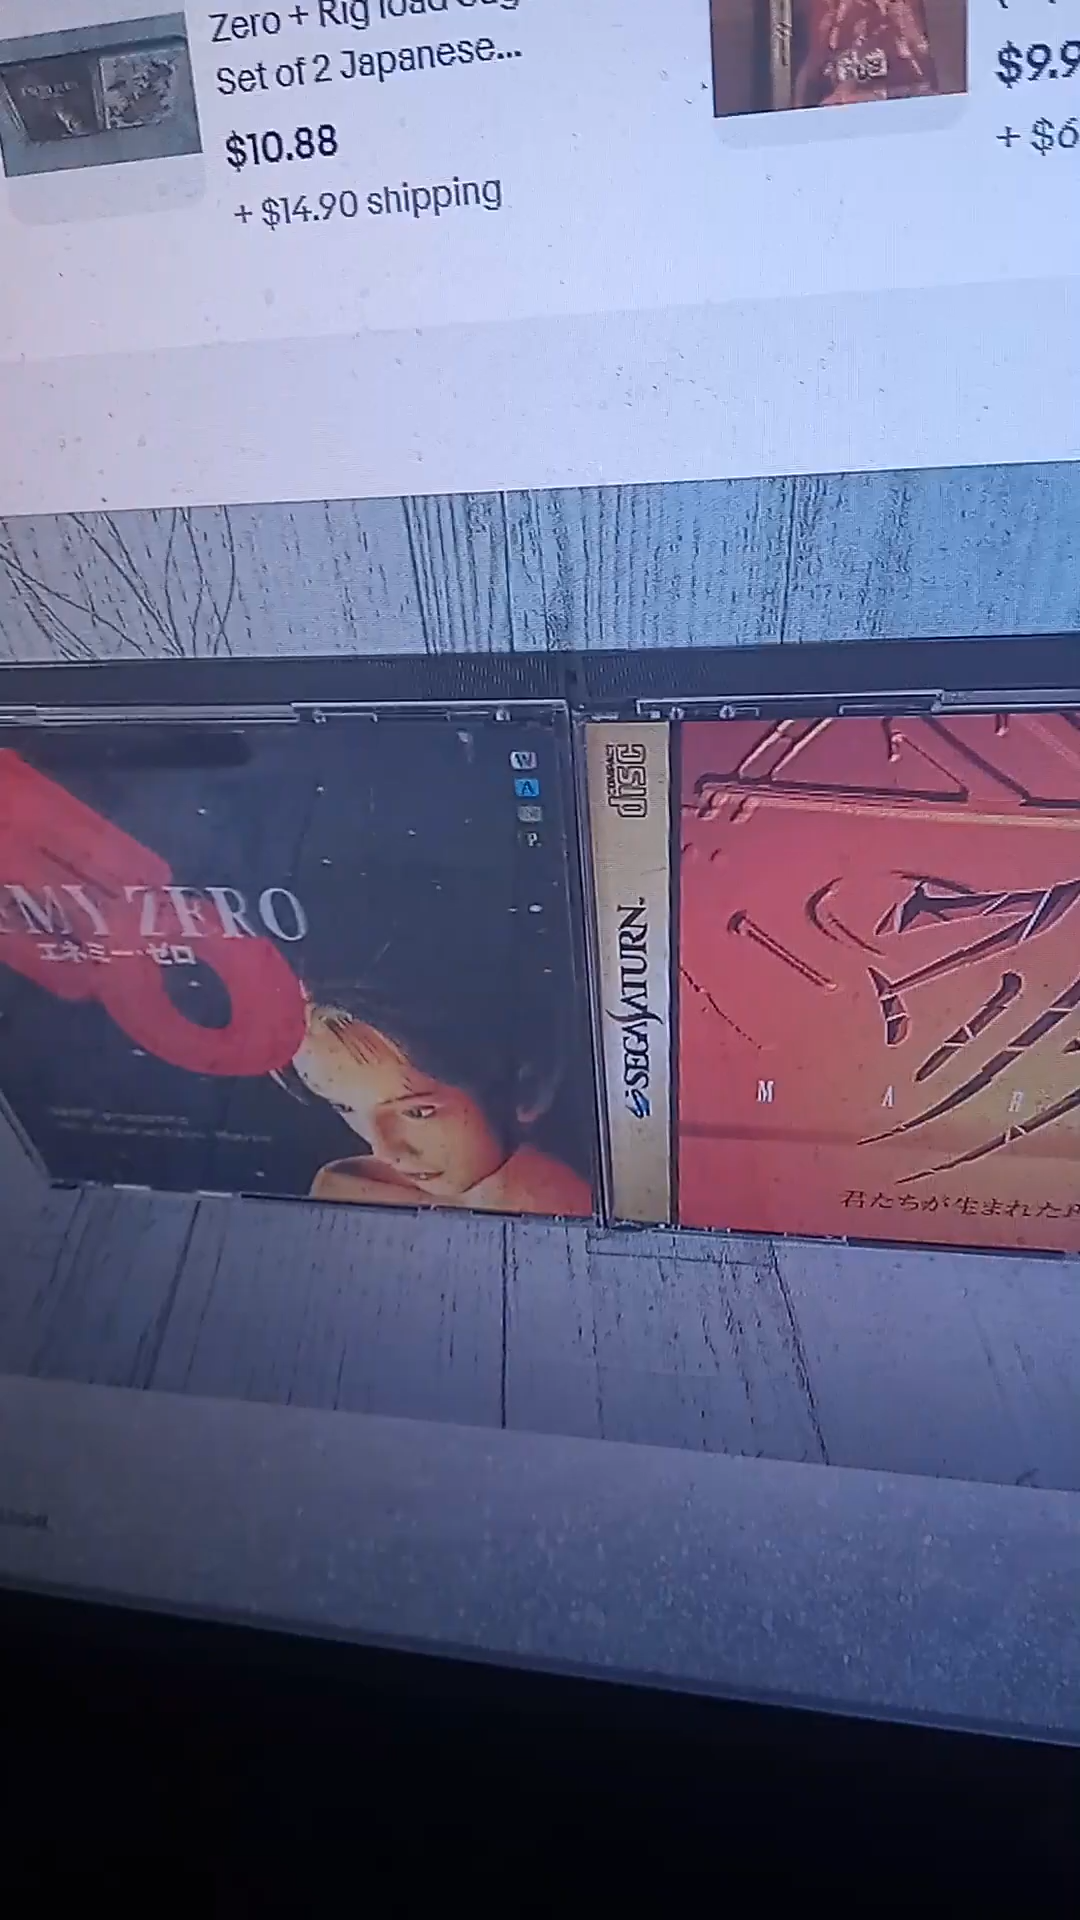 Zero + Rig
Set of 2 Japanese...
$10.88
+ $14.90 shipping
$9.9
+ $6
W
A
R
P
MY ZERO
エネミー・ゼロ
COMPACT
disc
SEGA SATURN
M A
君たちが生まれた